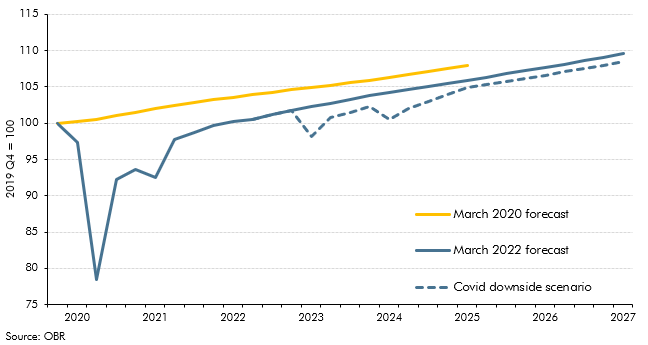 115
110
105
100
95
90
85
80
75
2019 Q4 = 100
March 2020 forecast
March 2022 forecast
Covid downside scenario
2020 2021 2022 2023 2024 2025 2026 2027
Source: OBR